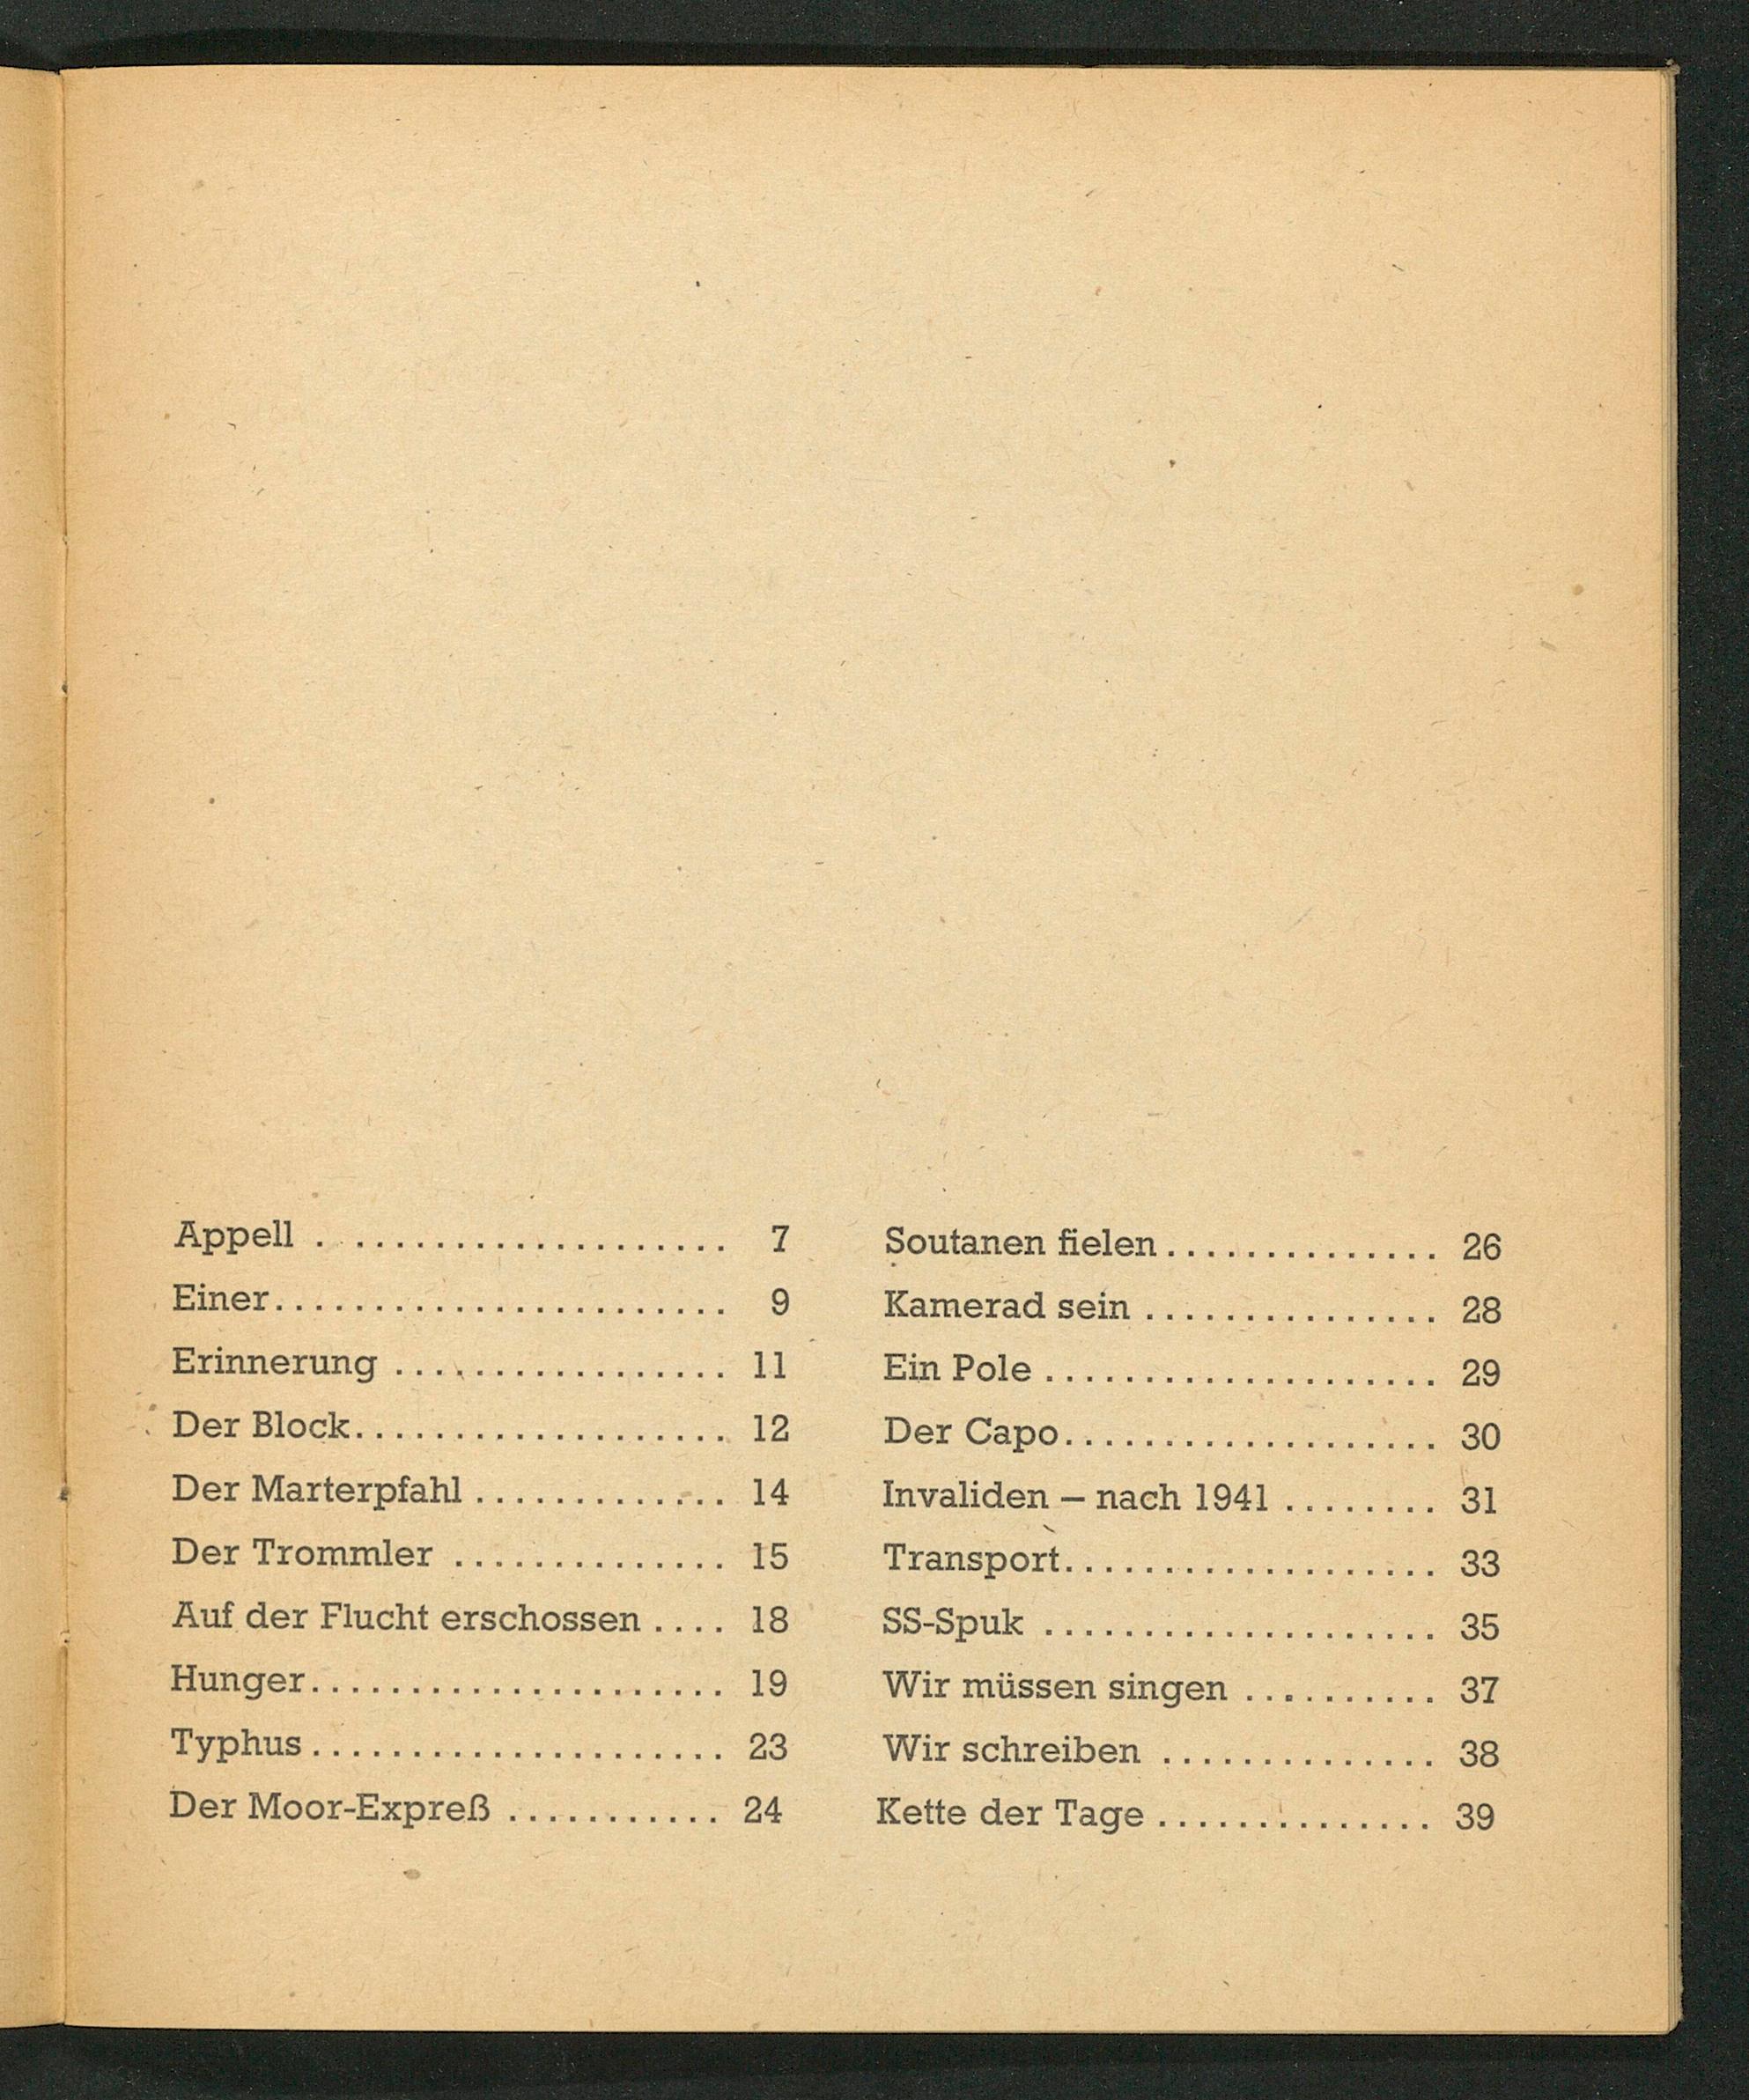 Appell . ................... 7
Einer....................... 9
Erinnerung ................. 11
Der Block................... 12
Der Marterpfahl ............. 14
Der Trommler .............. 15
Auf der Flucht erschossen .... 18
Hunger..................... 19
Typhus..................... 23
Der Moor-Expreß ........... 24
Soutanen fielen.............. 26
Kamerad sein ............... 28
Ein Pole .................... 29
Der Capo................... 30
Invaliden – nach 1941 ........ 31
Transport................... 33
SS-Spuk .................... 35
Wir müssen singen .......... 37
Wir schreiben .............. 38
Kette der Tage .............. 39